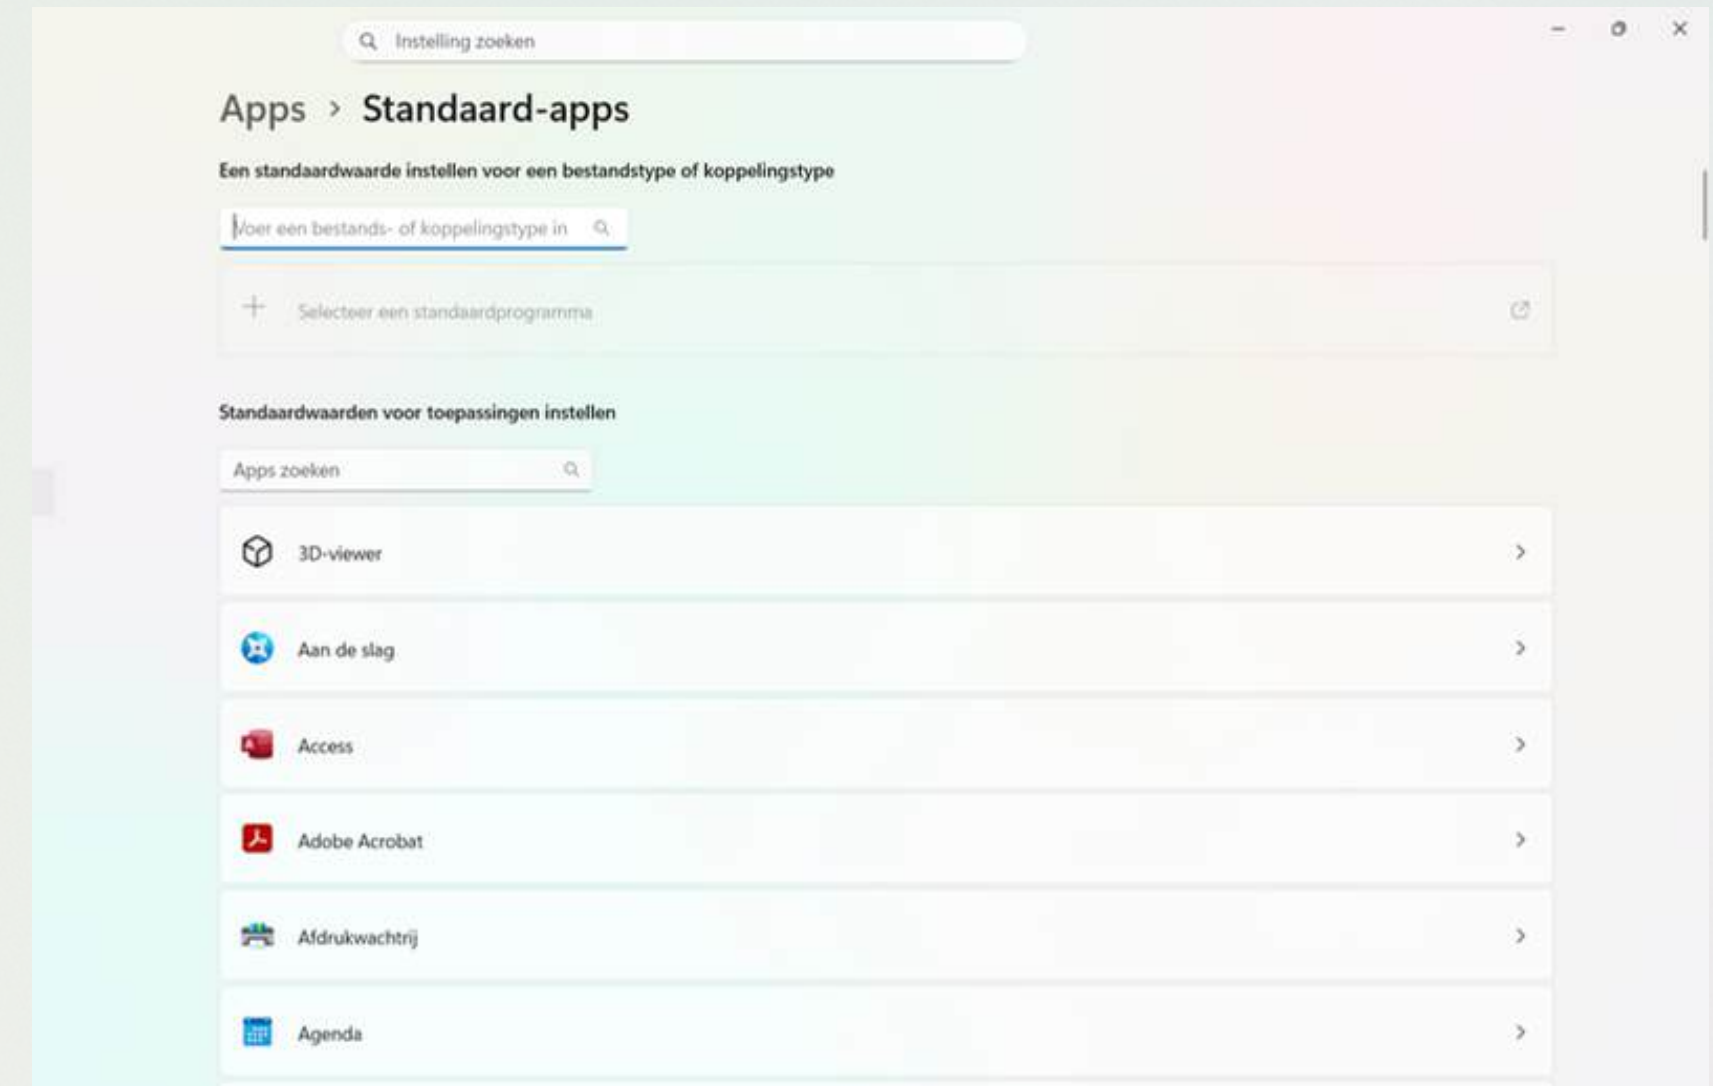 Instelling zoeken
Apps > Standaard-apps
Een standaardwaarde instellen voor een bestandstype of koppelingstype
Voer een bestands- of koppelingstype in
Selecteer een standaardprogramma
Standaardwaarden voor toepassingen instellen
Apps zoeken
3D-viewer
Aan de slag
Access
Adobe Acrobat
Afdrukwachtrij
Agenda